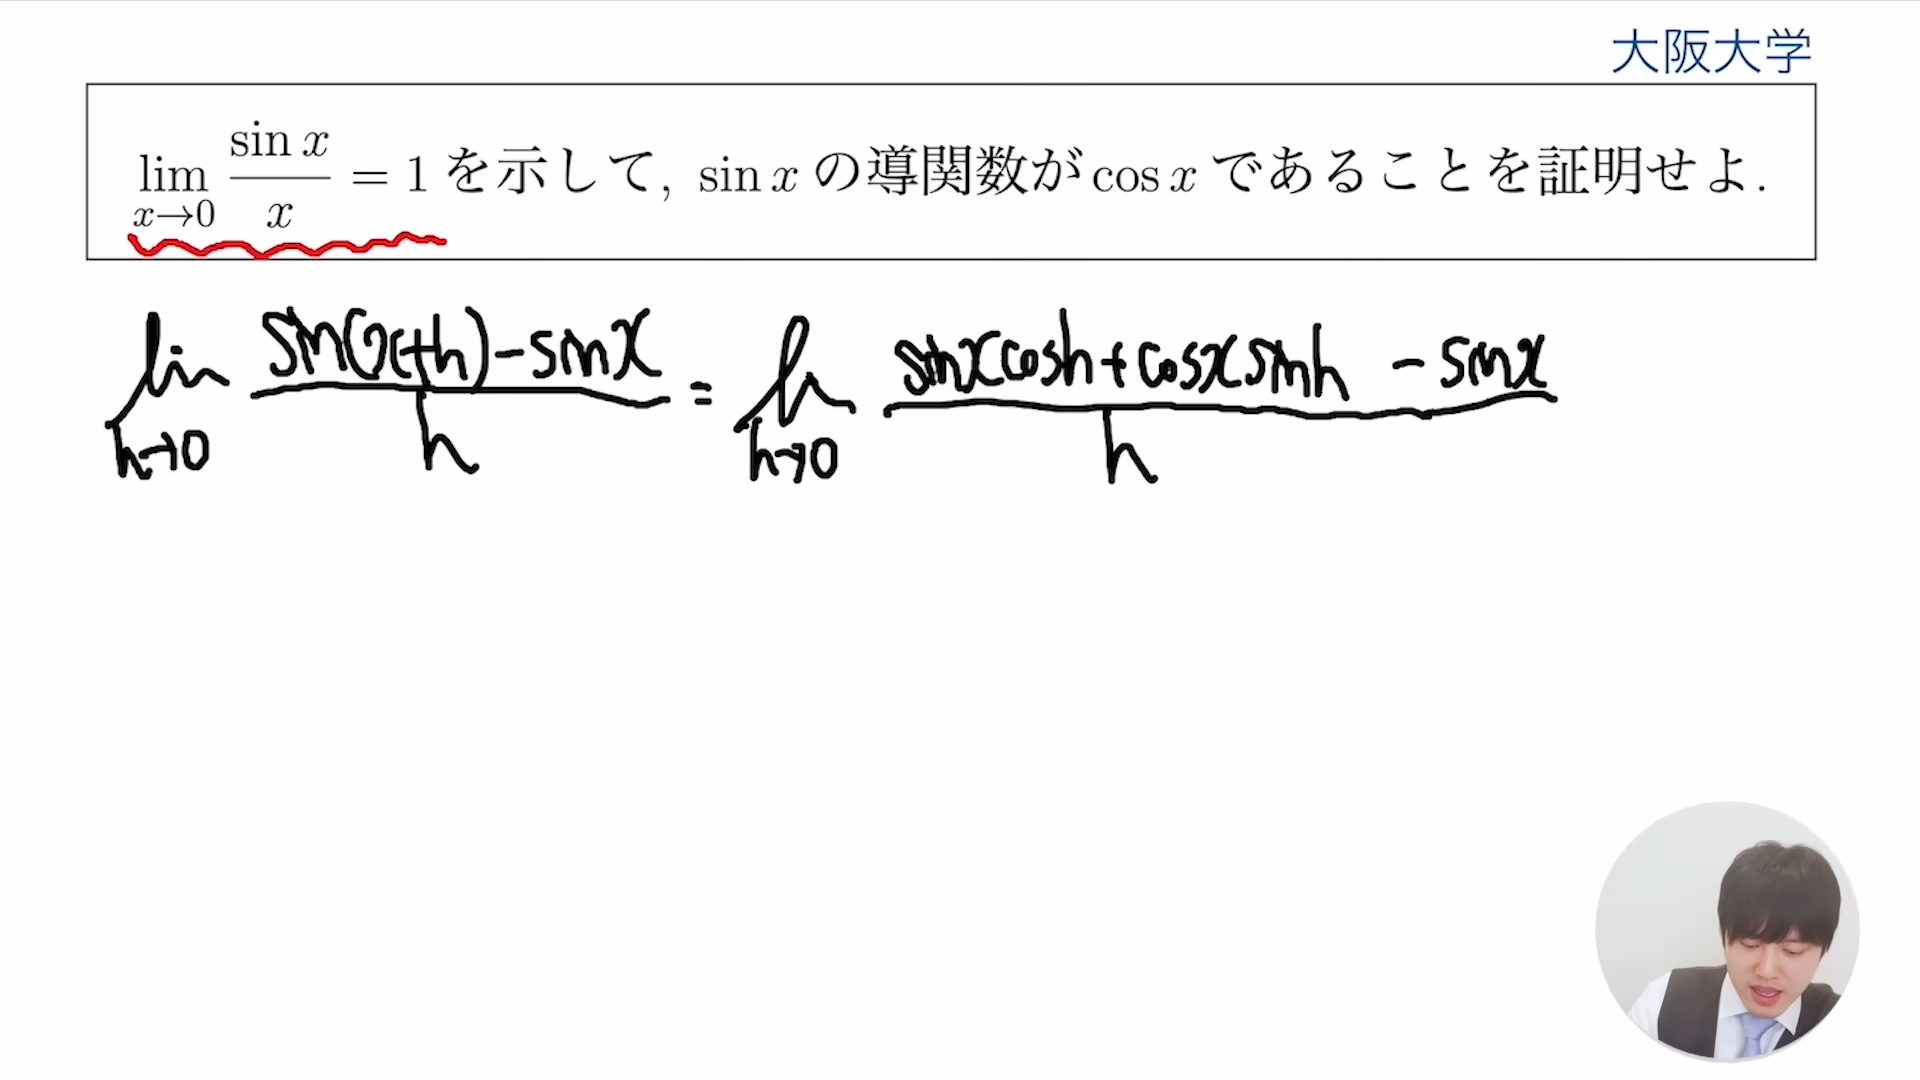 大阪大学
lim_{x→0} sin x / x = 1 を示して, sin x の導関数が cos x であることを証明せよ.
lim_{h→0} (sin(x+h) - sin x) / h = lim_{h→0} (sin x cos h + cos x sin h - sin x) / h